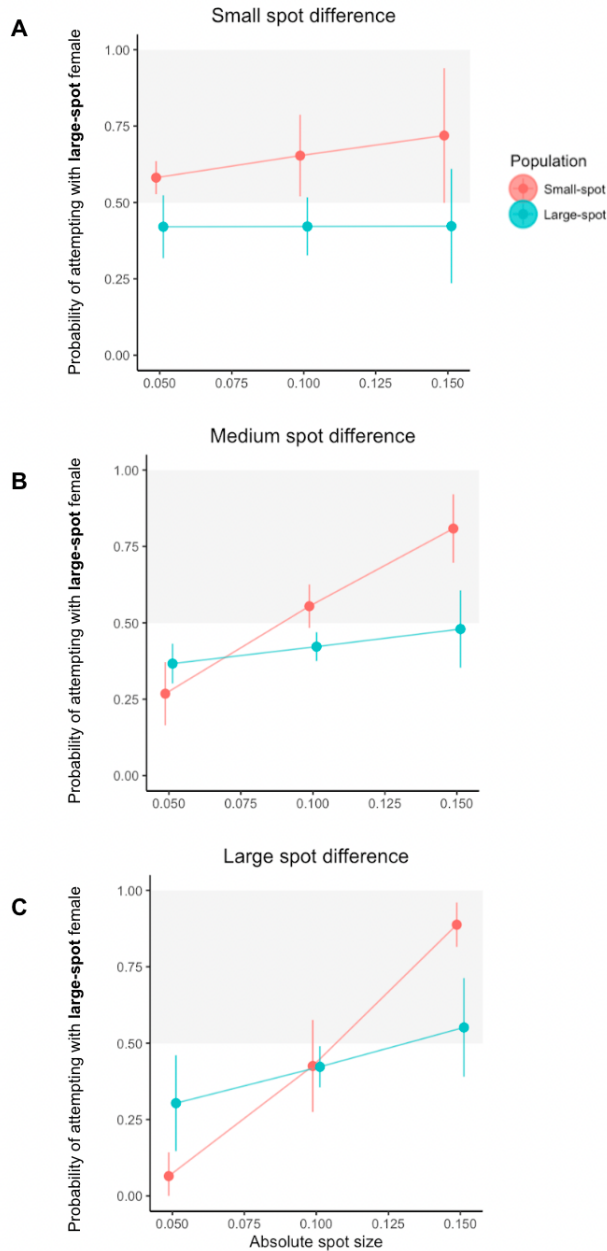 A
Small spot difference
Probability of attempting with large-spot female
1.00
0.75
0.50
0.25
0.00
0.050
0.075
0.100
0.125
0.150
Population
Small-spot
Large-spot
B
Medium spot difference
Probability of attempting with large-spot female
1.00
0.75
0.50
0.25
0.00
0.050
0.075
0.100
0.125
0.150
C
Large spot difference
Probability of attempting with large-spot female
1.00
0.75
0.50
0.25
0.00
0.050
0.075
0.100
0.125
0.150
Absolute spot size